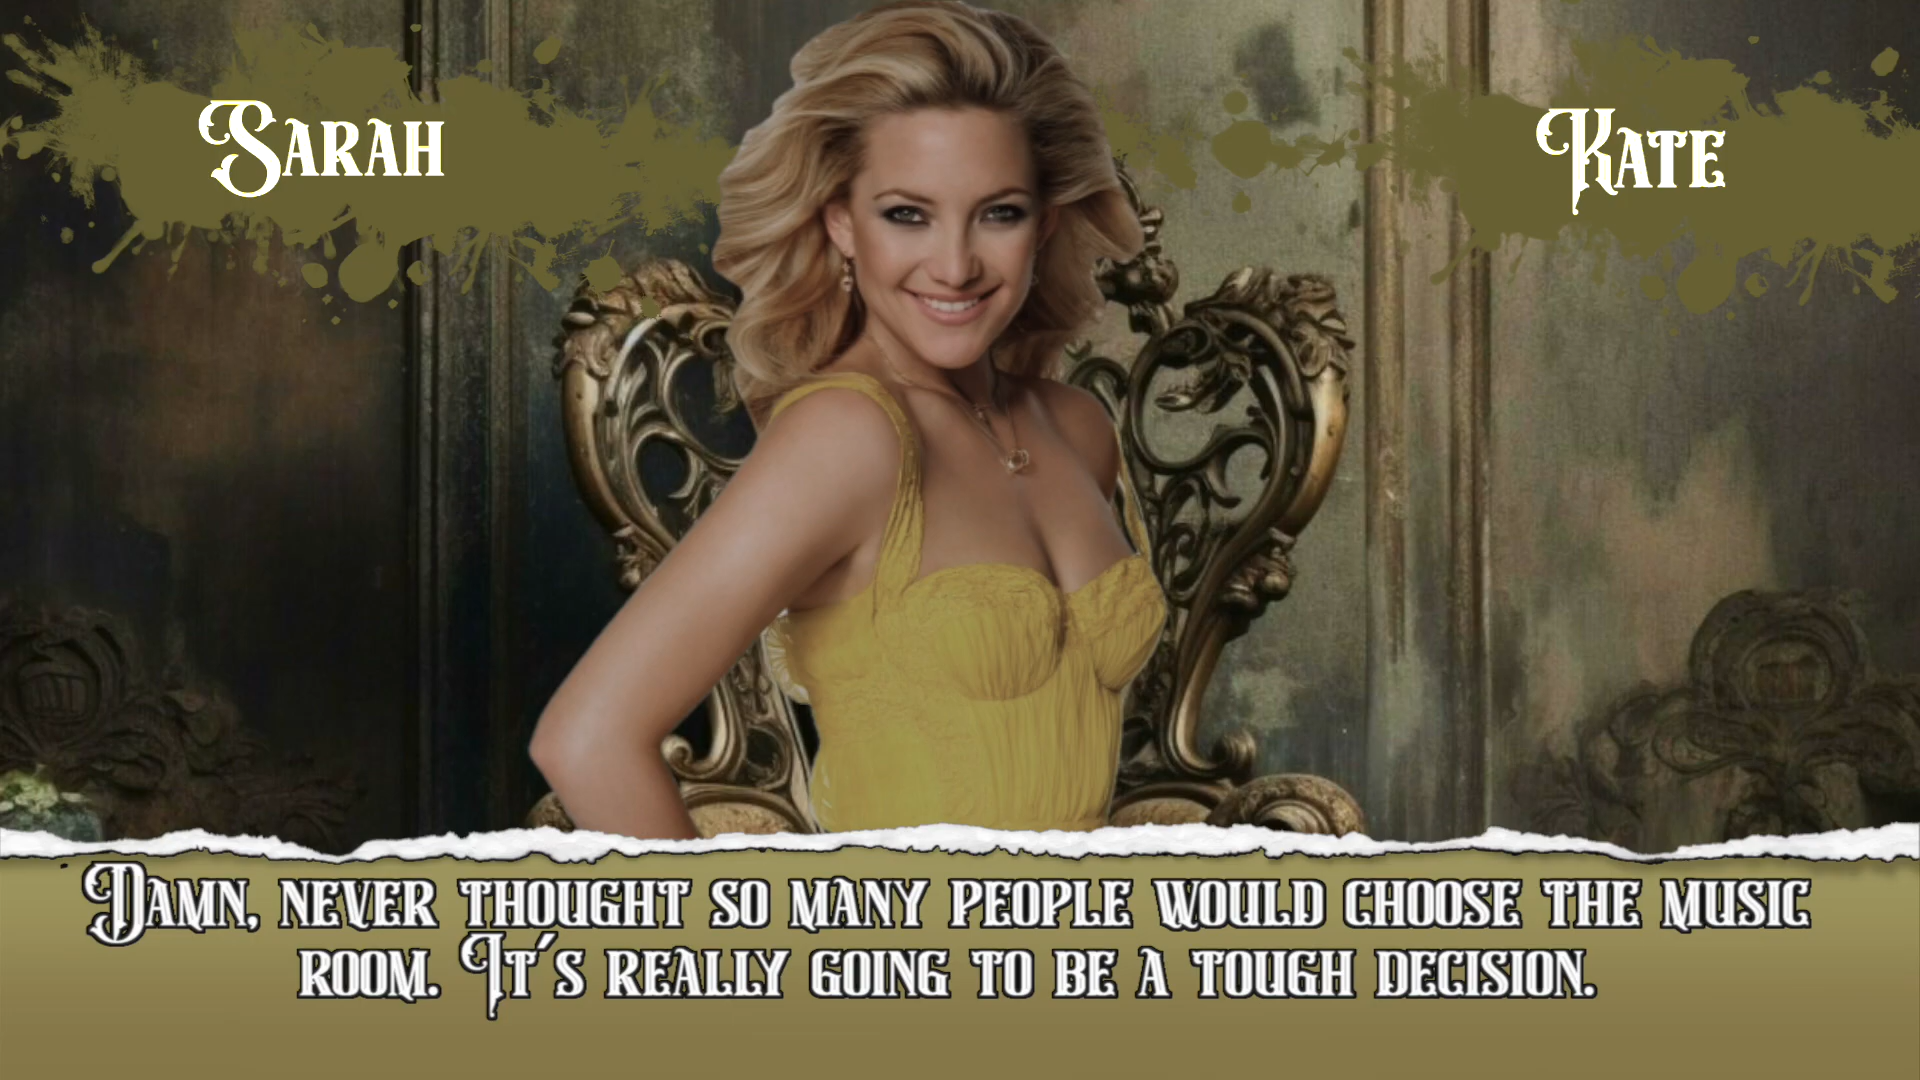 Sarah
Kate
Damn, never thought so many people would choose the music
room. It's really going to be a tough decision.